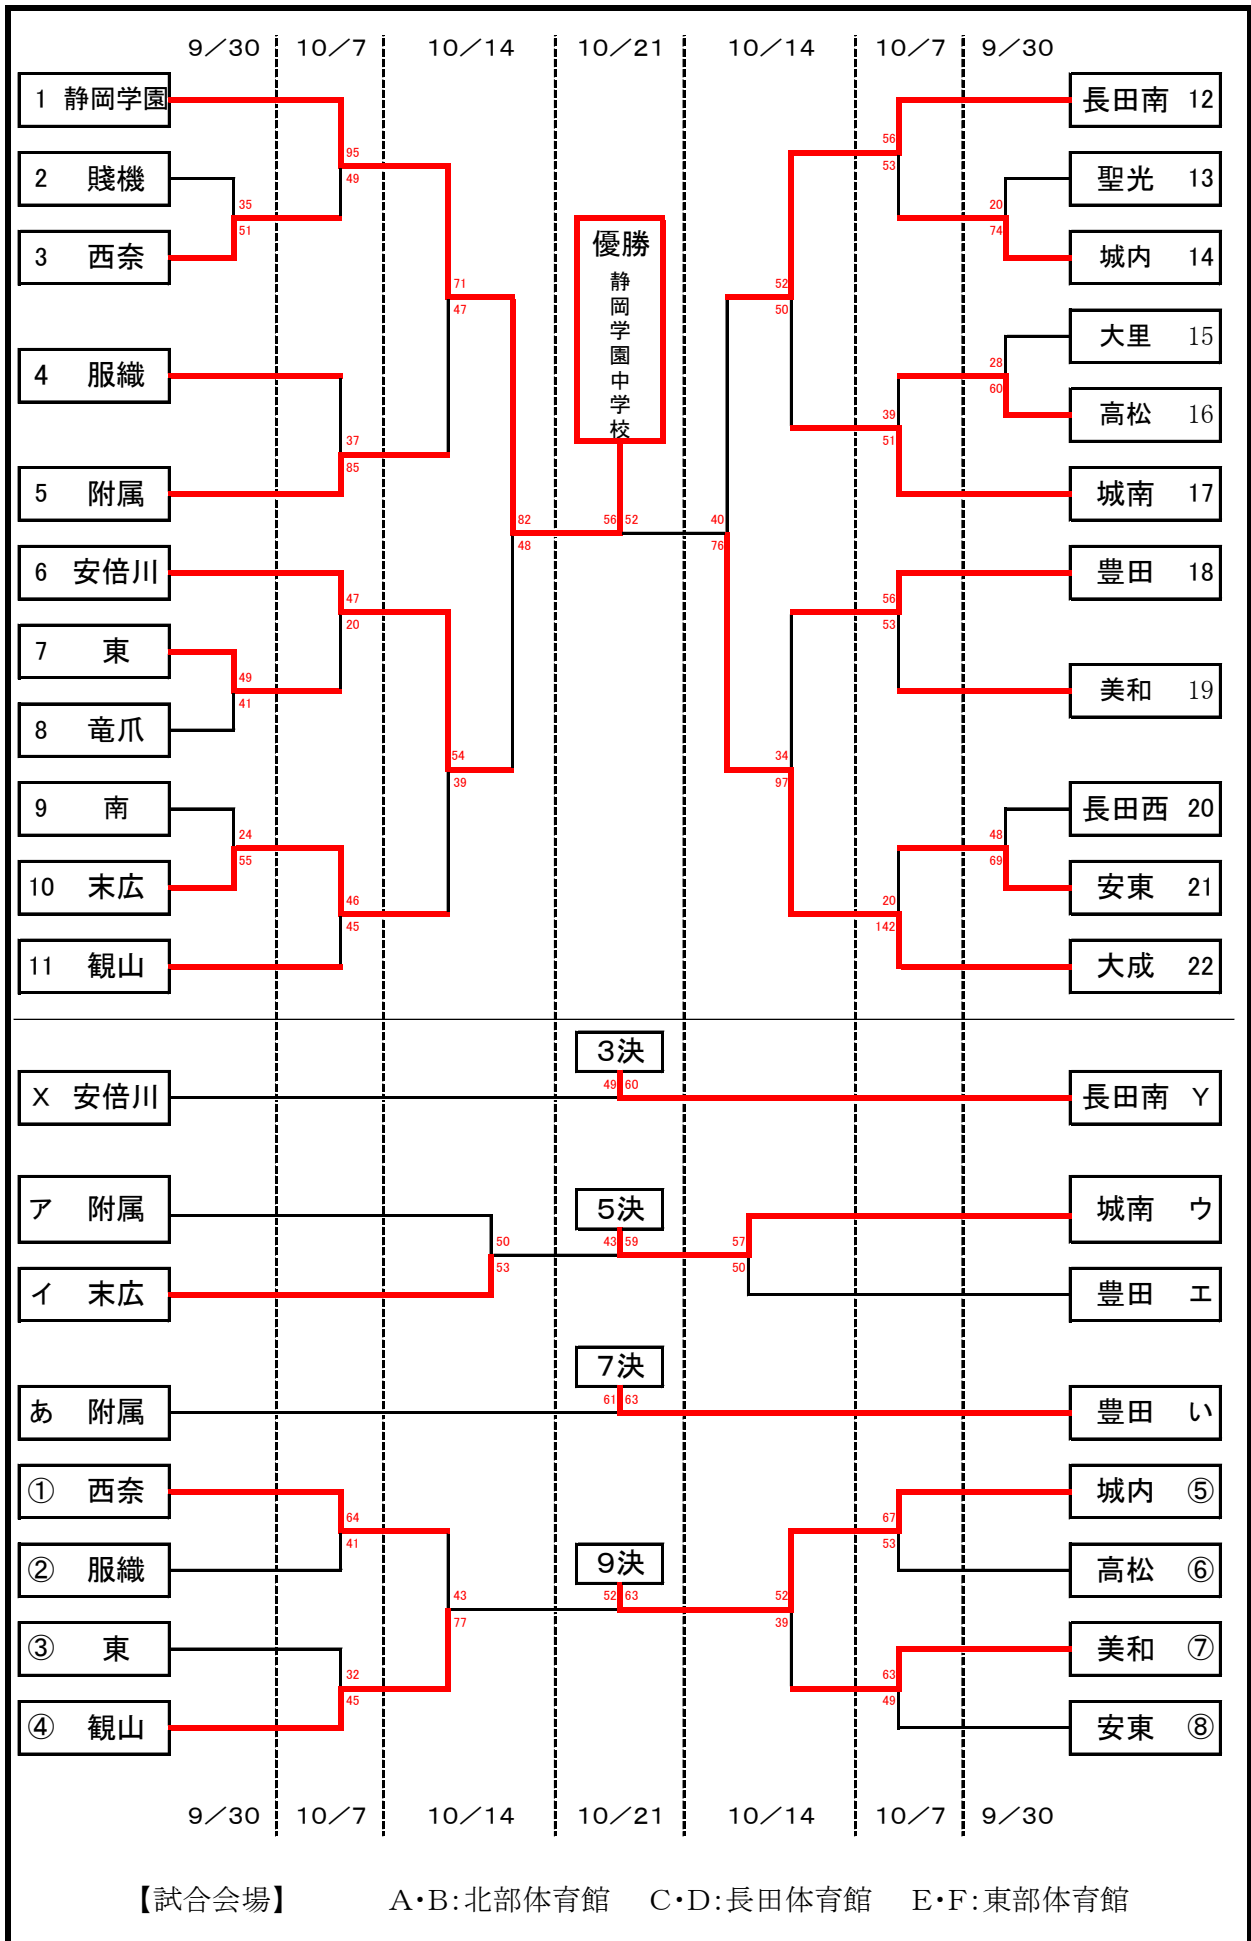 9／30 10／7 10／14 10／21 10／14 10／7 9／30
1 静岡学園 長田南 12
95 56
2 賤機 49 53 聖光 13
35 20
51 74
3 西奈 優勝 城内 14
静岡学園中学校
71 52
47 50
大里 15
28
4 服織 60
高松 16
37 39
85 51
5 附属 城南 17
82 56 52 40
48 76
6 安倍川 豊田 18
47 56
20 53
7 東
49
41 美和 19
8 竜爪
54 34
39 97
9 南 長田西 20
24 48
55 69
10 末広 安東 21
46 20
45 142
11 観山 大成 22
3決
49 60
X 安倍川 長田南 Y
ア 附属 5決 城南 ウ
50 43 59 57
53 50
イ 末広 豊田 エ
7決
61 63
あ 附属 豊田 い
① 西奈 城内 ⑤
64 67
41 53
② 服織 9決 高松 ⑥
43 52 63 52
77 39
③ 東 美和 ⑦
32 63
45 49
④ 観山 安東 ⑧
9／30 10／7 10／14 10／21 10／14 10／7 9／30
【試合会場】 A・B：北部体育館 C・D：長田体育館 E・F：東部体育館